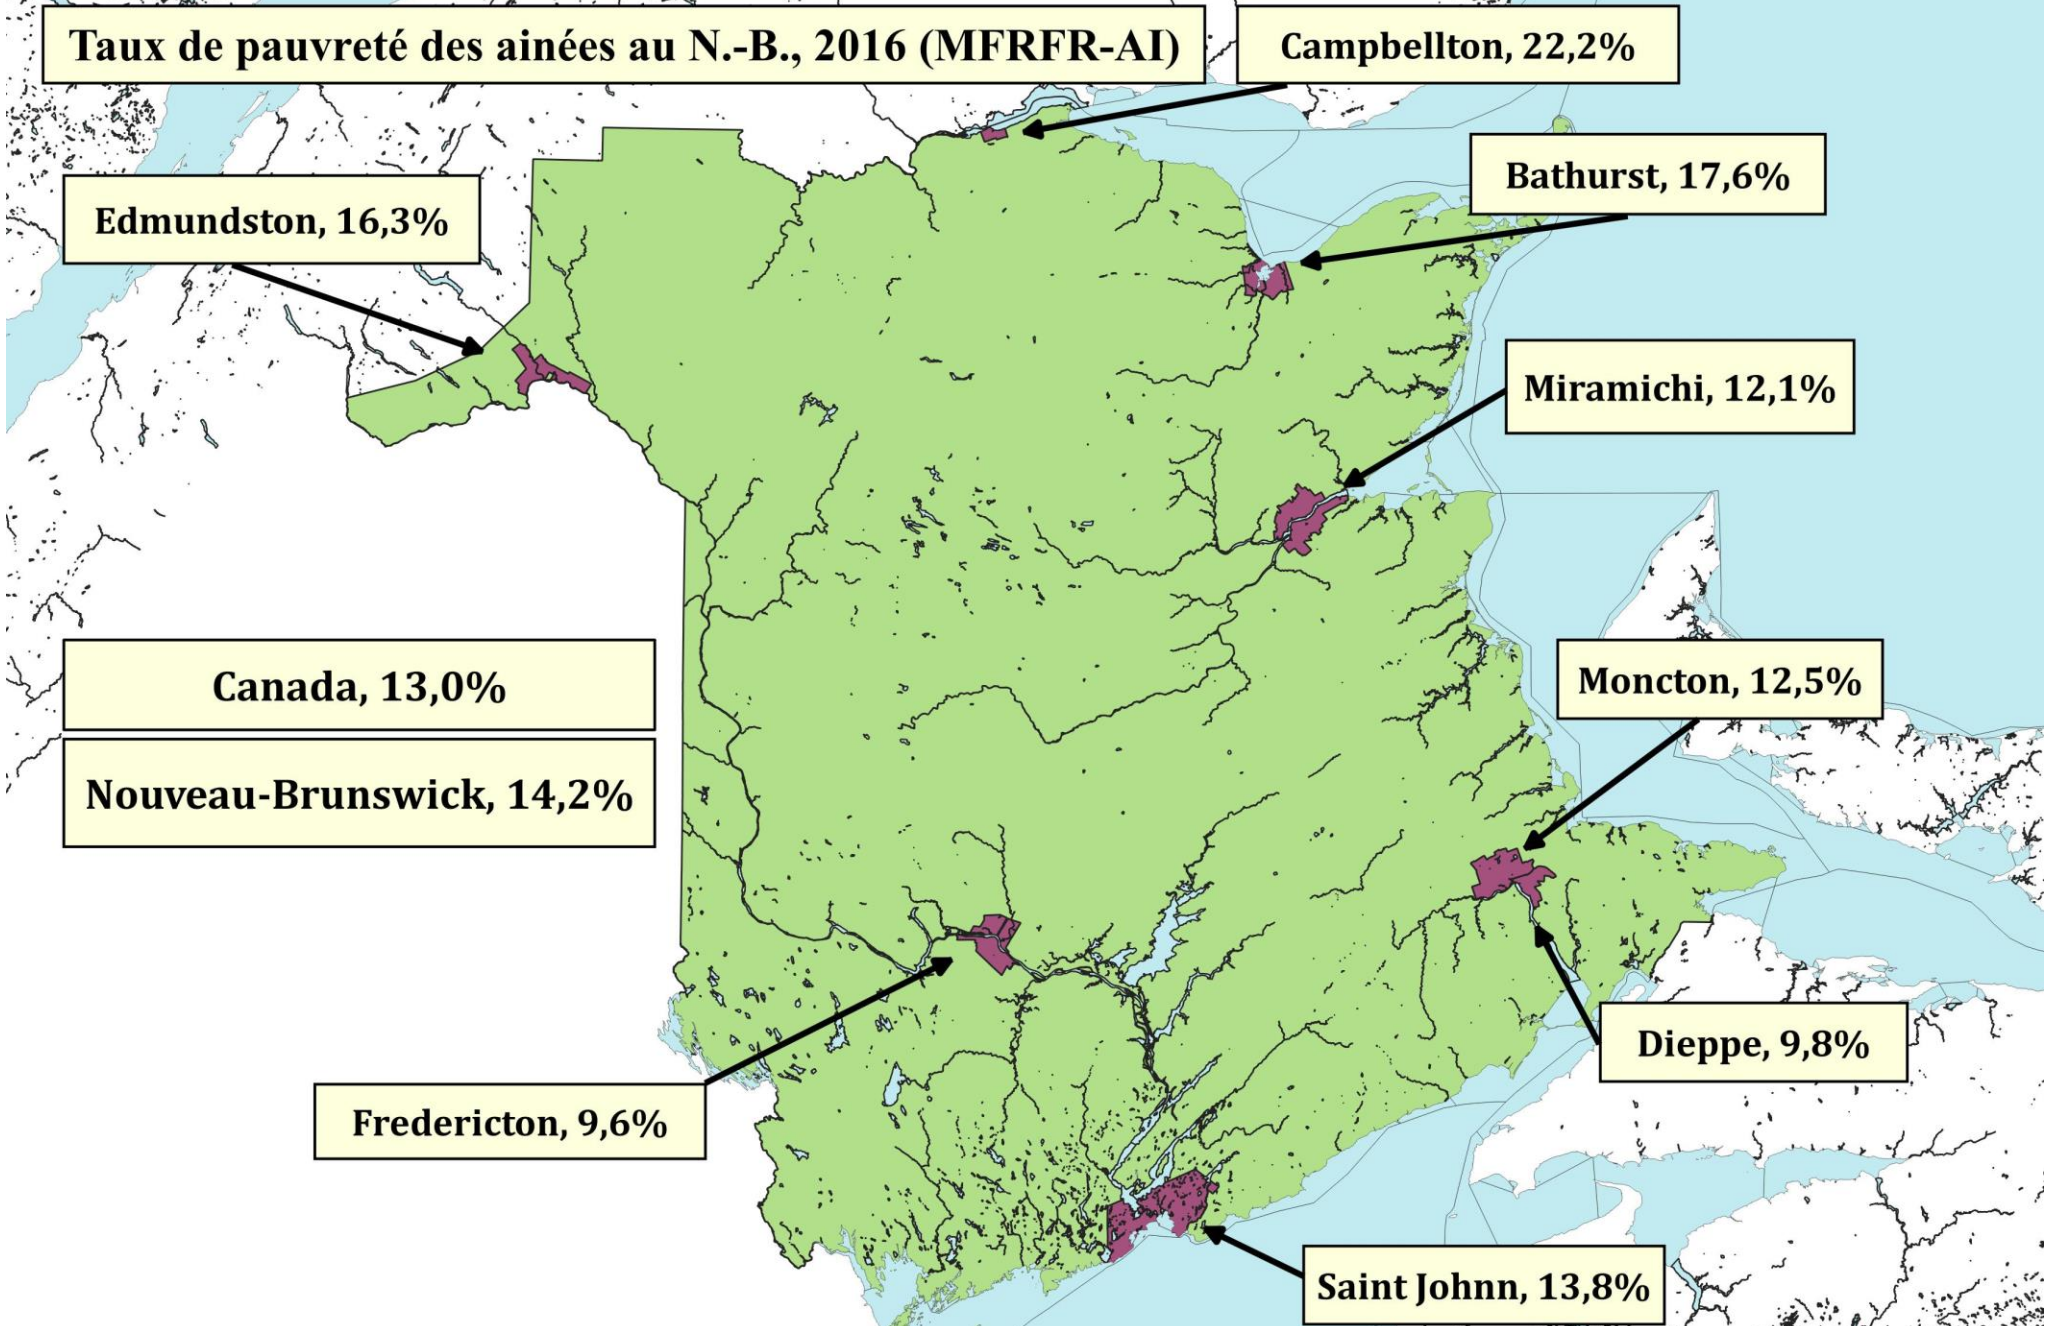 Taux de pauvreté des ainées au N.-B., 2016 (MFRFR-AI)
Campbellton, 22,2%
Bathurst, 17,6%
Edmundston, 16,3%
Miramichi, 12,1%
Canada, 13,0%
Moncton, 12,5%
Nouveau-Brunswick, 14,2%
Dieppe, 9,8%
Fredericton, 9,6%
Saint Johnn, 13,8%